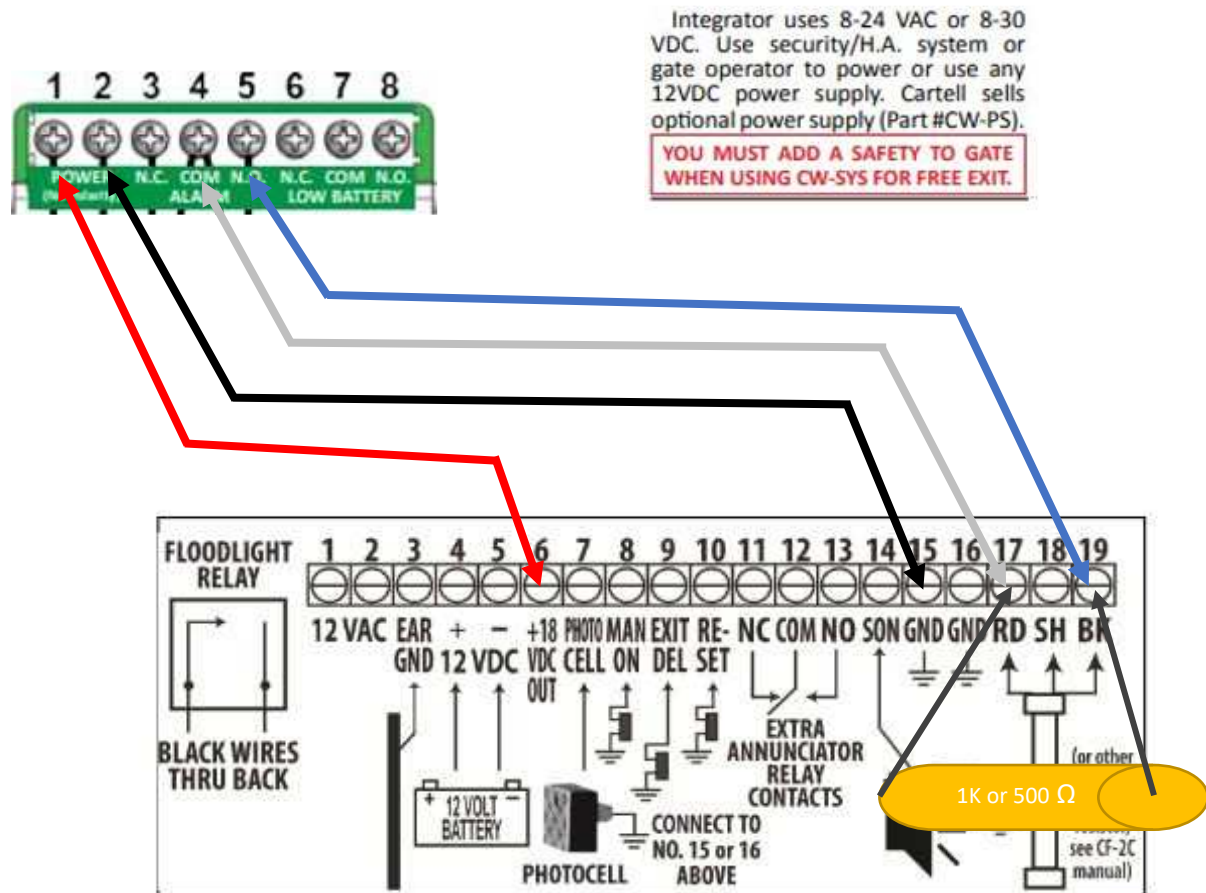 Integrator uses 8-24 VAC or 8-30
VDC. Use security/H.A. system or
gate operator to power or use any
12VDC power supply. Cartell sells
optional power supply (Part #CW-PS).
YOU MUST ADD A SAFETY TO GATE
WHEN USING CW-SYS FOR FREE EXIT.
1 2 3 4 5 6 7 8
POWER N.C. COM N.O. N.C. COM N.O.
ALARM LOW BATTERY
FLOODLIGHT
RELAY
BLACK WIRES
THRU BACK
1 2 3 4 5 6 7 8 9 10 11 12 13 14 15 16 17 18 19
12 VAC EAR + − +18 PHOTO MAN EXIT RE- NC COM NO SON GND GND RD SH BK
GND 12 VDC VDC CELL ON DEL SET
OUT
EXTRA
ANNUNCIATOR
RELAY
CONTACTS
+ −
12 VOLT
BATTERY
PHOTOCELL
CONNECT TO
NO. 15 or 16
ABOVE
(or other
1K or 500 Ω
see CF-2C
manual)